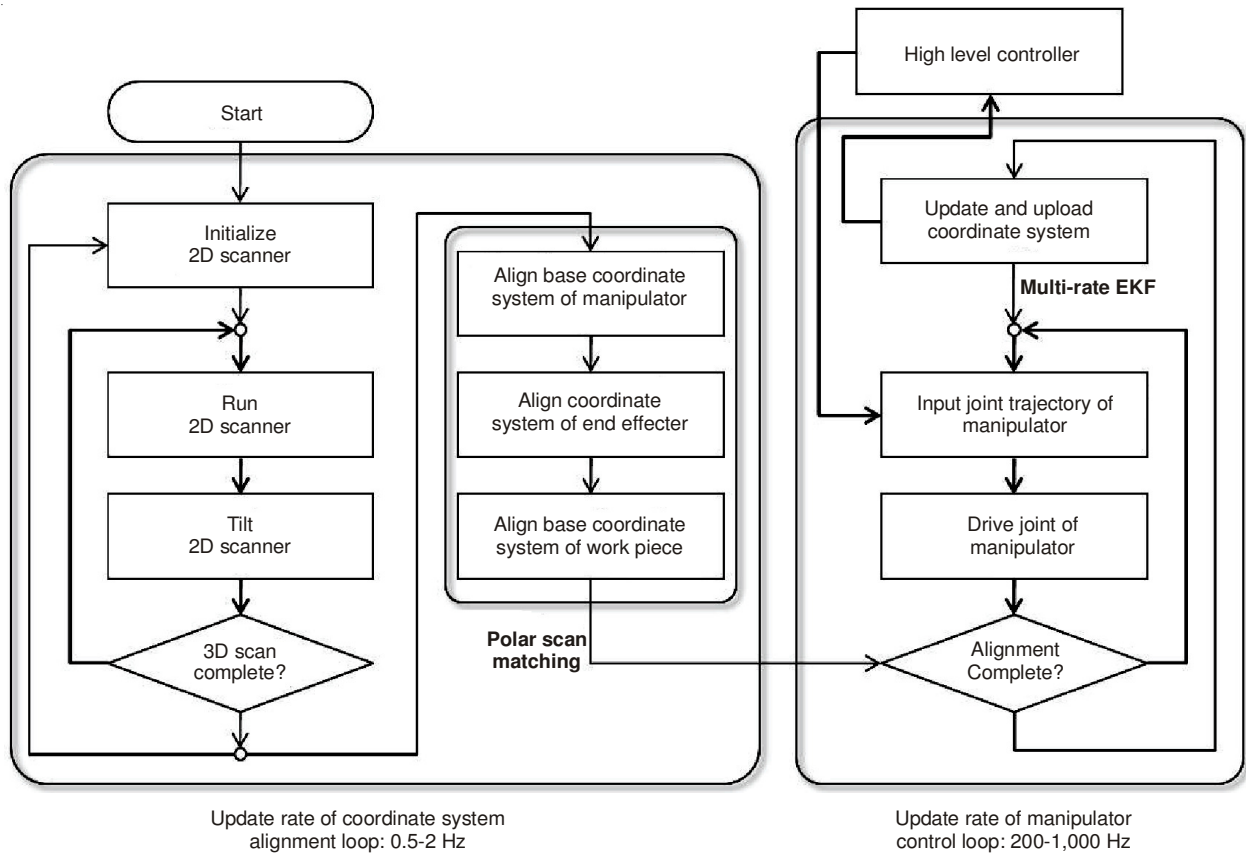 Start
Initialize
2D scanner
Run
2D scanner
Tilt
2D scanner
3D scan
complete?
Align base coordinate
system of manipulator
Align coordinate
system of end effecter
Align base coordinate
system of work piece
Polar scan
matching
Update rate of coordinate system
alignment loop: 0.5-2 Hz
High level controller
Update and upload
coordinate system
Multi-rate EKF
Input joint trajectory of
manipulator
Drive joint of
manipulator
Alignment
Complete?
Update rate of manipulator
control loop: 200-1,000 Hz